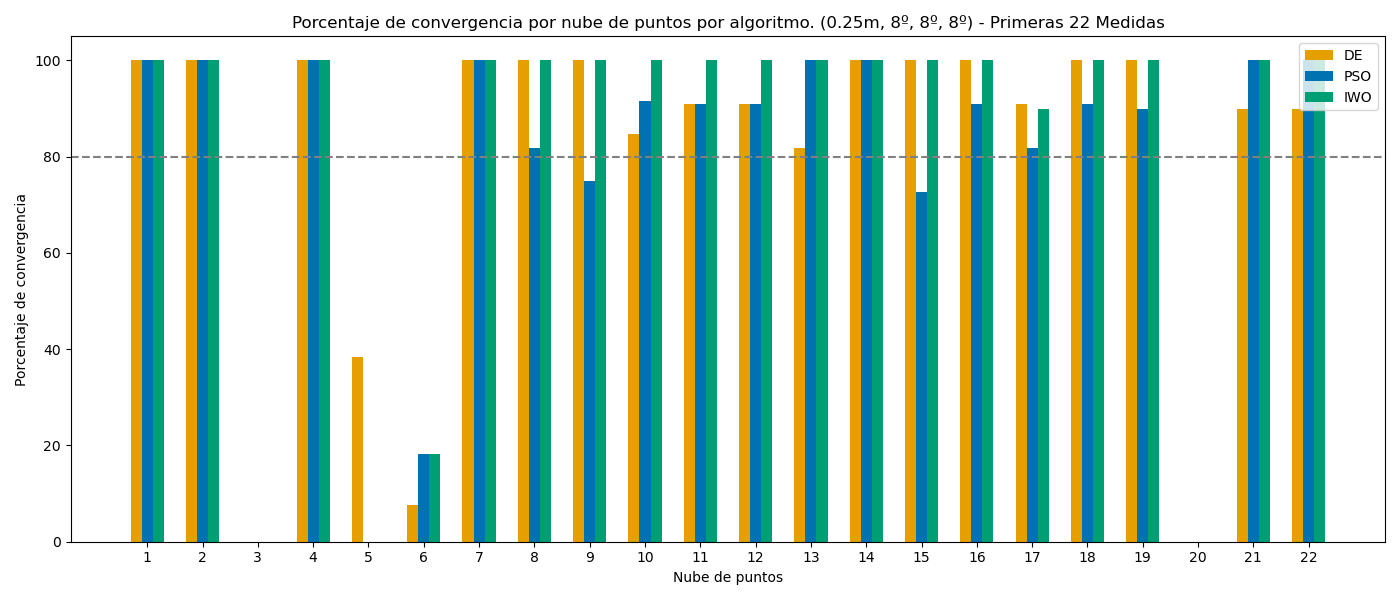 Porcentaje de convergencia por nube de puntos por algoritmo. (0.25m, 8º, 8º, 8º) - Primeras 22 Medidas
DE
PSO
IWO
Porcentaje de convergencia
100
80
60
40
20
0
1 2 3 4 5 6 7 8 9 10 11 12 13 14 15 16 17 18 19 20 21 22
Nube de puntos